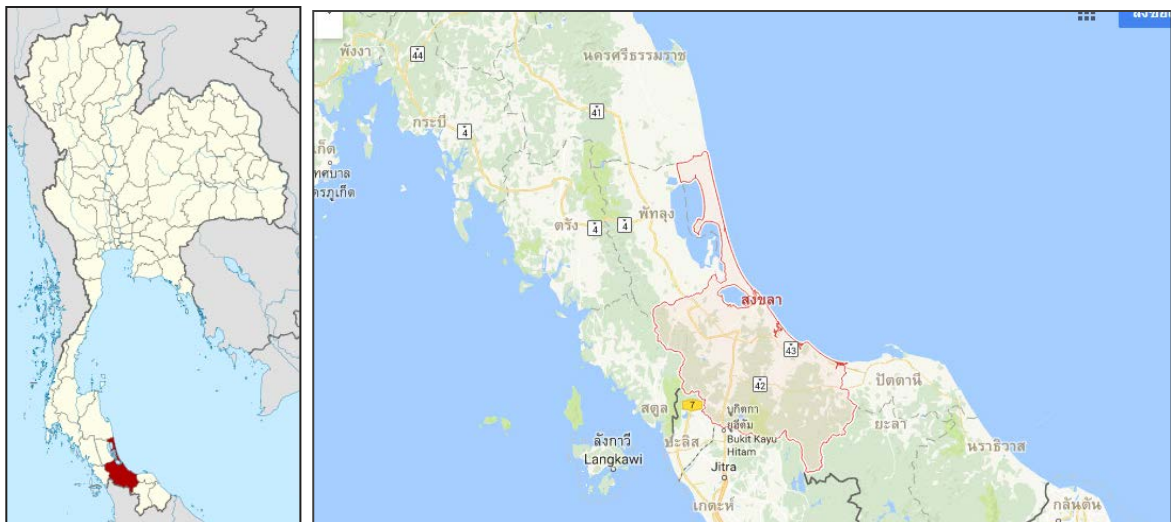 สงขล
พังงา
44
นครศรีธรรมราช
41
กระบี่
4
เก็ต
ทศบาล
ครภูเก็ต
ตรัง
4
4
พัทลุง
สงขลา
43
42
ปัตตานี
สตูล
7
ยะลา
บูกิตกา
ยูฮีตัม
Bukit Kayu
Hitam
ปะลิส
นราธิวาส
ลังกาวี
Langkawi
Jitra
เกดะห์
กลันตัน